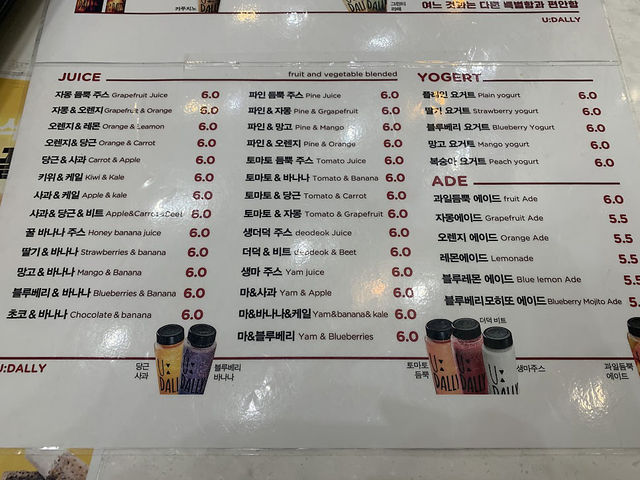 카푸치노
그린티
라떼
여느 것과는 다른 특별함과 편안함
U:DALLY
JUICE
fruit and vegetable blended
자몽 듬뿍 주스 Grapefruit Juice 6.0
자몽 & 오렌지 Grapefruit & Orange 6.0
오렌지 & 레몬 Orange & Leamon 6.0
오렌지& 당근 Orange & Carrot 6.0
당근 & 사과 Carrot & Apple 6.0
키위 & 케일 Kiwi & Kale 6.0
사과 & 케일 Apple & kale 6.0
사과 & 당근 & 비트 Apple&Carrot&Beet 6.0
꿀 바나나 주스 Honey banana juice 6.0
딸기 & 바나나 Strawberries & banana 6.0
망고 & 바나나 Mango & Banana 6.0
블루베리 & 바나나 Blueberries & Banana 6.0
초코 & 바나나 Chocolate & banana 6.0
파인 듬뿍 주스 Pine Juice 6.0
파인 & 자몽 Pine & Grgapefruit 6.0
파인 & 망고 Pine & Mango 6.0
파인 & 오렌지 Pine & Orange 6.0
토마토 듬뿍 주스 Tomato Juice 6.0
토마토 & 바나나 Tomato & Banana 6.0
토마토 & 당근 Tomato & Carrot 6.0
토마토 & 자몽 Tomato & Grapefruit 6.0
생더덕 주스 deodeok Juice 6.0
더덕 & 비트 deodeok & Beet 6.0
생마 주스 Yam juice 6.0
마&사과 Yam & Apple 6.0
마&바나나&케일 Yam&banana& kale 6.0
마&블루베리 Yam & Blueberries 6.0
YOGERT
플레인 요거트 Plain yogurt 6.0
딸기 요거트 Strawberry yogurt 6.0
블루베리 요거트 Blueberry Yogurt 6.0
망고 요거트 Mango yogurt 6.0
복숭아 요거트 Peach yogurt 6.0
ADE
과일듬뿍 에이드 fruit Ade 6.0
자몽에이드 Grapefruit Ade 5.5
오렌지 에이드 Orange Ade 5.5
레몬에이드 Lemonade 5.5
블루레몬 에이드 Blue lemon Ade 5.5
블루베리모히또 에이드 Blueberry Mojito Ade 5.5
U:DALLY
당근
사과
블루베리
바나나
토마토
듬뿍
더덕 비트
생마주스
과일듬뿍
에이드